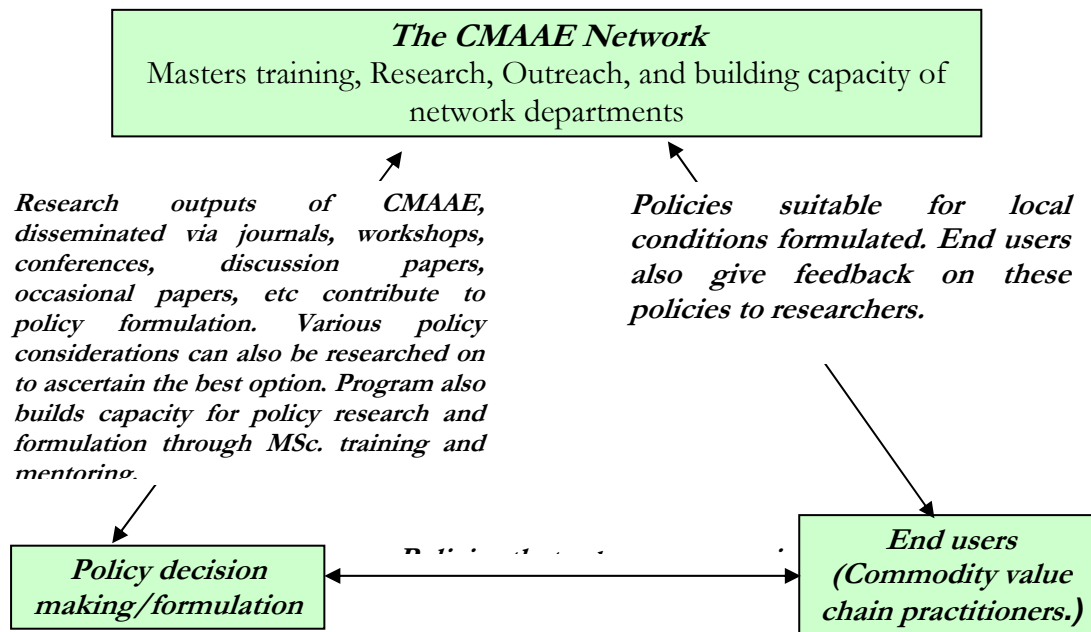 The CMAAE Network
Masters training, Research, Outreach, and building capacity of
network departments
Research outputs of CMAAE,
disseminated via journals, workshops,
conferences, discussion papers,
occasional papers, etc contribute to
policy formulation. Various policy
considerations can also be researched on
to ascertain the best option. Program also
builds capacity for policy research and
formulation through MSc. training and
mentoring.
Policies suitable for local
conditions formulated. End users
also give feedback on these
policies to researchers.
Policy decision
making/formulation
End users
(Commodity value
chain practitioners.)